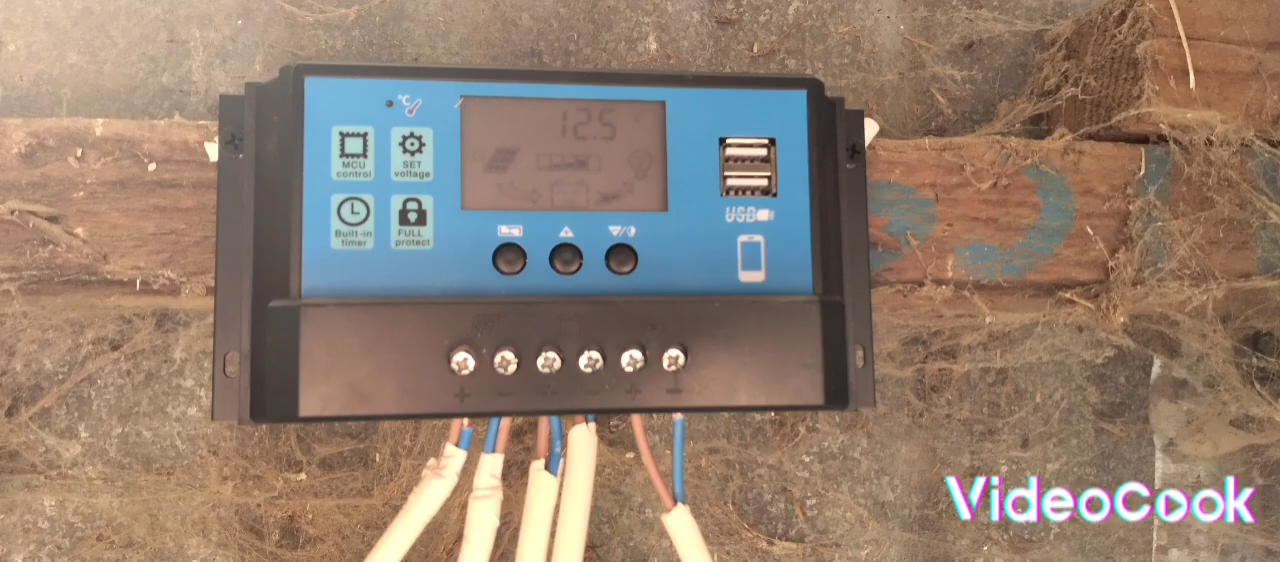 °C
12.5
MCU
control
SET
voltage
Built-in
timer
FULL
protect
USB
+ − + − + −
VideoCook